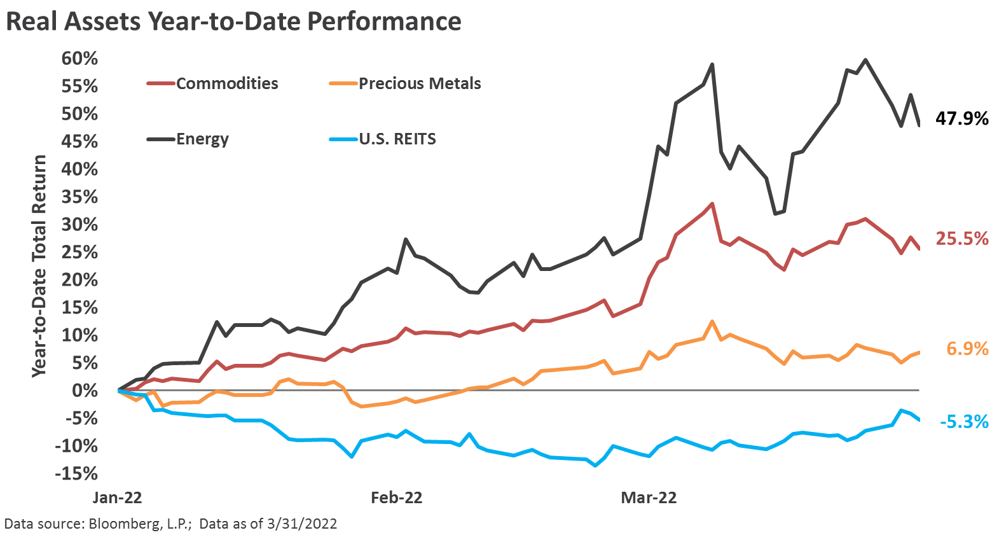 Real Assets Year-to-Date Performance
60%
55%
50%
45%
40%
35%
30%
25%
20%
15%
10%
5%
0%
-5%
-10%
-15%
Year-to-Date Total Return
Commodities
Precious Metals
Energy
U.S. REITS
47.9%
25.5%
6.9%
-5.3%
Jan-22
Feb-22
Mar-22
Data source: Bloomberg, L.P.; Data as of 3/31/2022